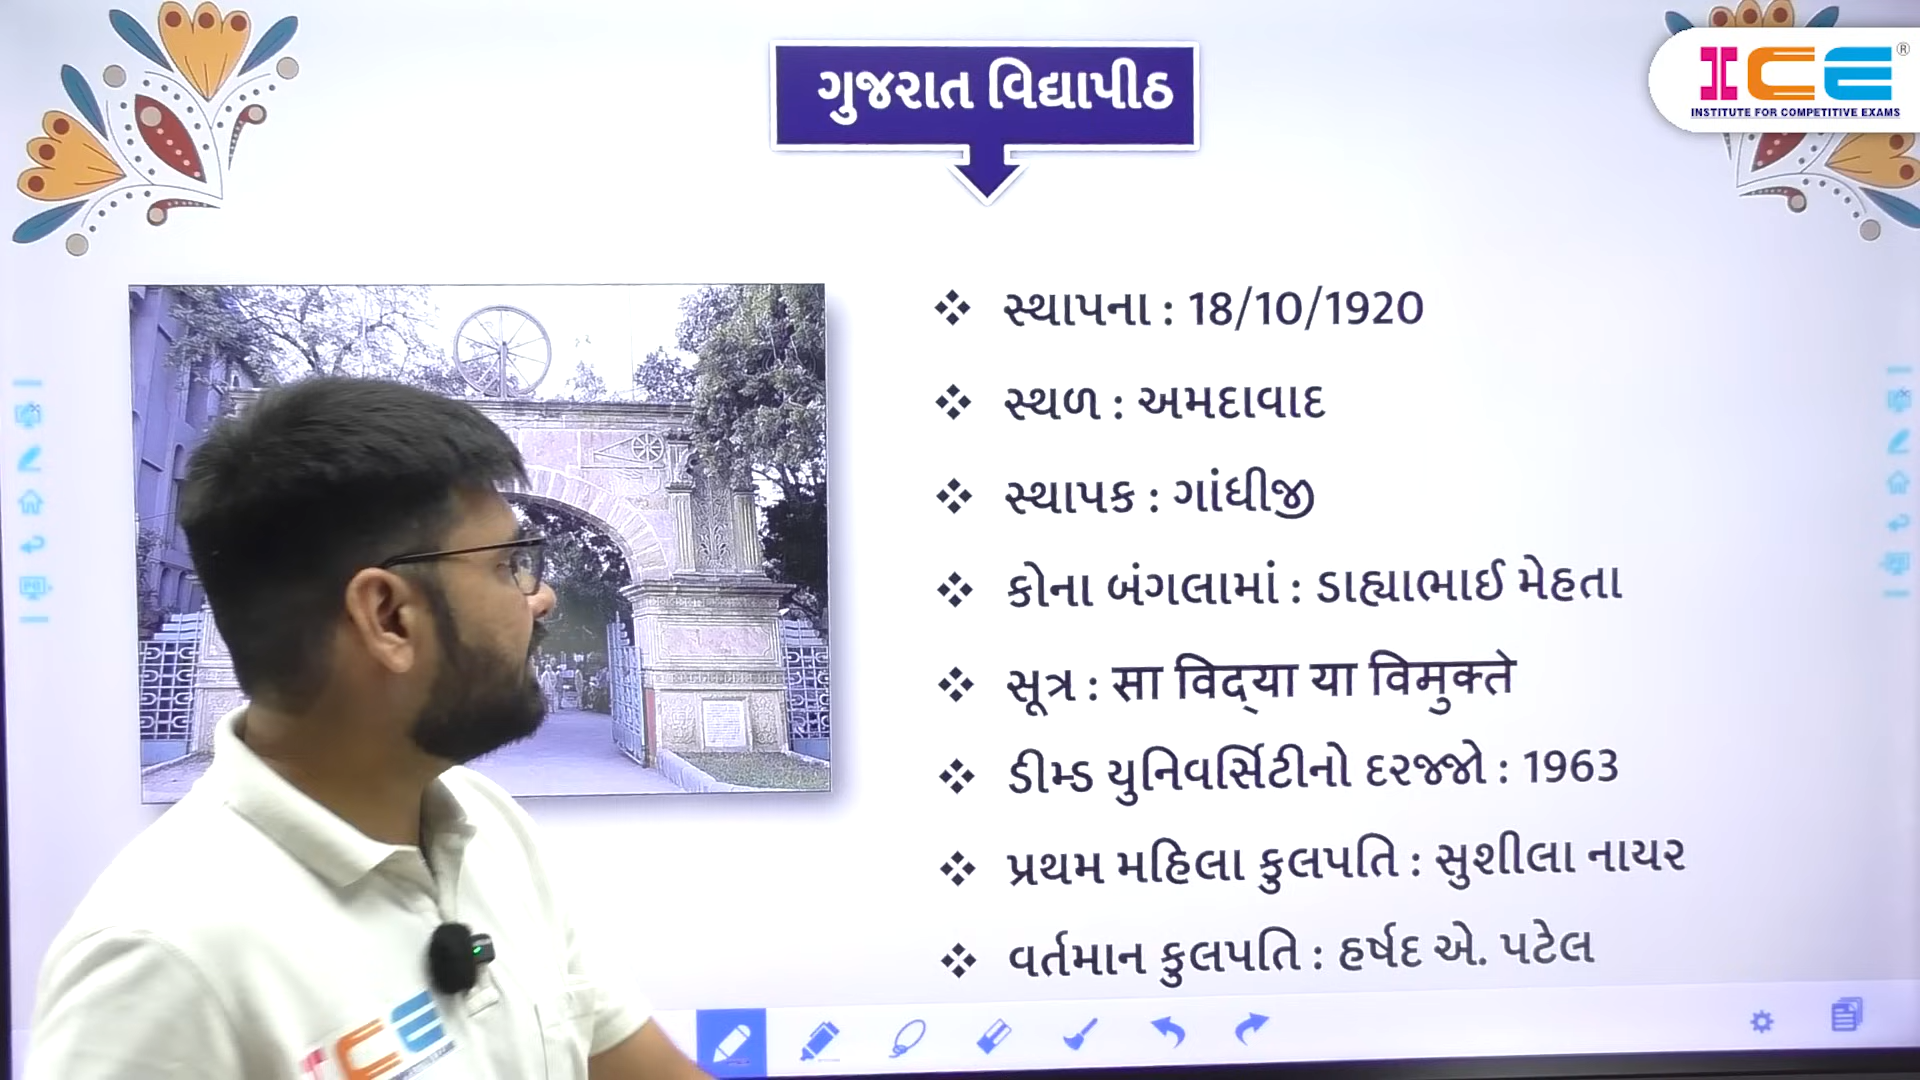 ગુજરાત વિદ્યાપીઠ
ICE®
INSTITUTE FOR COMPETITIVE EXAMS
❖ સ્થાપના : 18/10/1920
❖ સ્થળ : અમદાવાદ
❖ સ્થાપક : ગાંધીજી
❖ કોના બંગલામાં : ડાહ્યાભાઈ મેહતા
❖ સૂત્ર : सा विद्‌या या विमुक्ते
❖ ડીમ્ડ યુનિવર્સિટીનો દરજ્જો : 1963
❖ પ્રથમ મહિલા કુલપતિ : સુશીલા નાયર
❖ વર્તમાન કુલપતિ : હર્ષદ એ. પટેલ
ICE